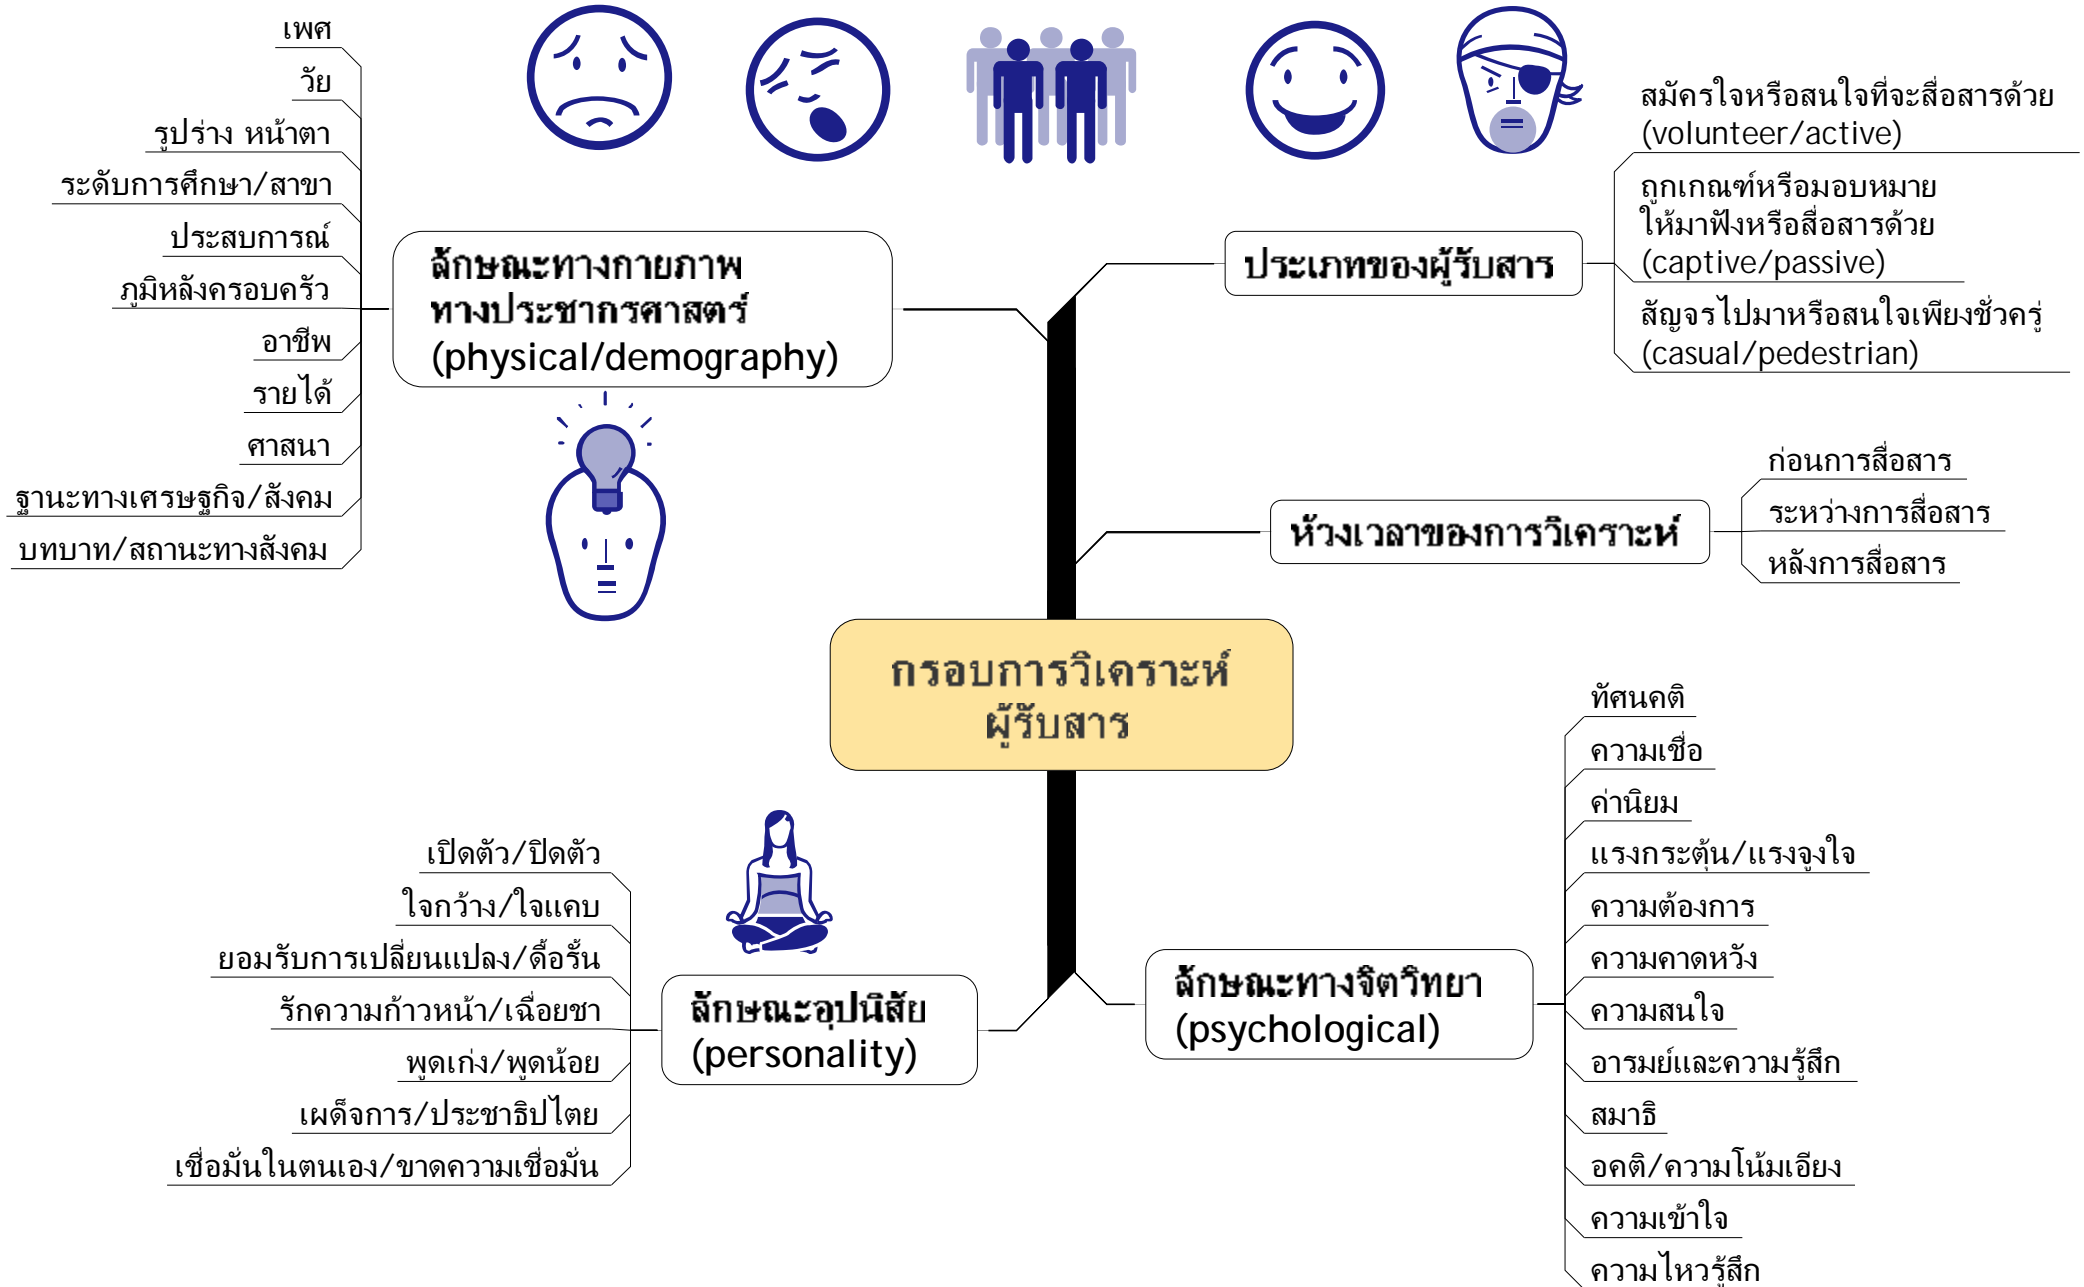 กรอบการวิเคราะห์
ผู้รับสาร
ลักษณะทางกายภาพ
ทางประชากรศาสตร์
(physical/demography)
เพศ
วัย
รูปร่าง หน้าตา
ระดับการศึกษา/สาขา
ประสบการณ์
ภูมิหลังครอบครัว
อาชีพ
รายได้
ศาสนา
ฐานะทางเศรษฐกิจ/สังคม
บทบาท/สถานะทางสังคม
ประเภทของผู้รับสาร
สมัครใจหรือสนใจที่จะสื่อสารด้วย
(volunteer/active)
ถูกเกณฑ์หรือมอบหมาย
ให้มาฟังหรือสื่อสารด้วย
(captive/passive)
สัญจรไปมาหรือสนใจเพียงชั่วครู่
(casual/pedestrian)
ห้วงเวลาของการวิเคราะห์
ก่อนการสื่อสาร
ระหว่างการสื่อสาร
หลังการสื่อสาร
ลักษณะอุปนิสัย
(personality)
เปิดตัว/ปิดตัว
ใจกว้าง/ใจแคบ
ยอมรับการเปลี่ยนแปลง/ดื้อรั้น
รักความก้าวหน้า/เฉื่อยชา
พูดเก่ง/พูดน้อย
เผด็จการ/ประชาธิปไตย
เชื่อมั่นในตนเอง/ขาดความเชื่อมั่น
ลักษณะทางจิตวิทยา
(psychological)
ทัศนคติ
ความเชื่อ
ค่านิยม
แรงกระตุ้น/แรงจูงใจ
ความต้องการ
ความคาดหวัง
ความสนใจ
อารมย์และความรู้สึก
สมาธิ
อคติ/ความโน้มเอียง
ความเข้าใจ
ความไหวรู้สึก